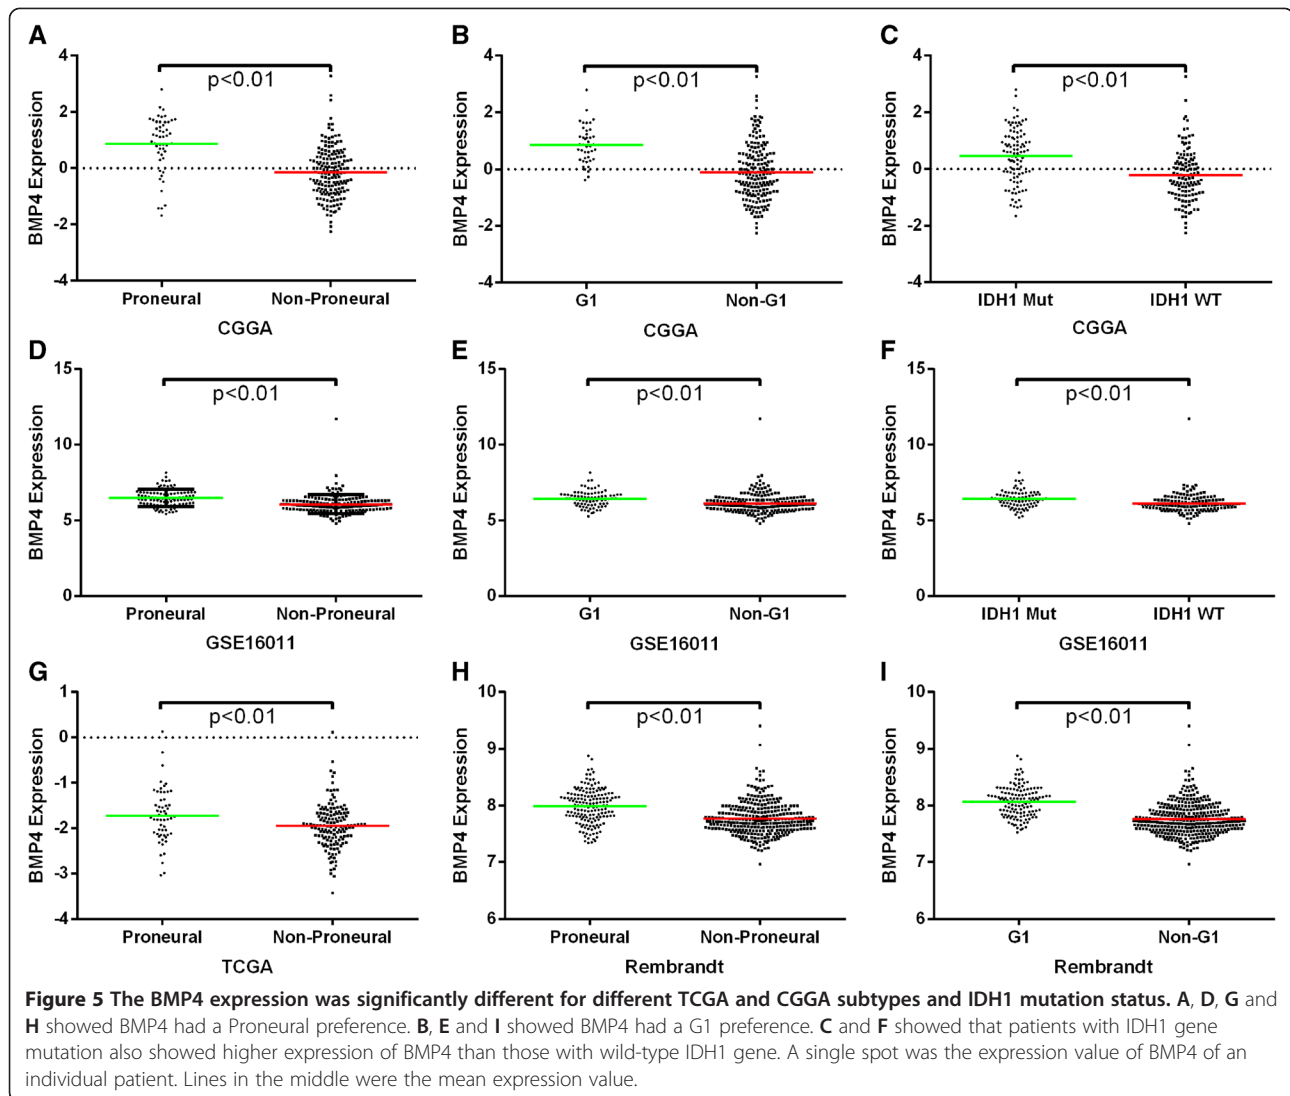 A
B
C
4
2
0
-2
-4
BMP4 Expression
p<0.01
Proneural
Non-Proneural
CGGA
4
2
0
-2
-4
BMP4 Expression
p<0.01
G1
Non-G1
CGGA
4
2
0
-2
-4
BMP4 Expression
p<0.01
IDH1 Mut
IDH1 WT
CGGA
D
E
F
15
10
5
0
BMP4 Expression
p<0.01
Proneural
Non-Proneural
GSE16011
15
10
5
0
BMP4 Expression
p<0.01
G1
Non-G1
GSE16011
15
10
5
0
BMP4 Expression
p<0.01
IDH1 Mut
IDH1 WT
GSE16011
G
H
I
1
0
-1
-2
-3
-4
BMP4 Expression
p<0.01
Proneural
Non-Proneural
TCGA
10
9
8
7
6
BMP4 Expression
p<0.01
Proneural
Non-Proneural
Rembrandt
10
9
8
7
6
BMP4 Expression
p<0.01
G1
Non-G1
Rembrandt
Figure 5 The BMP4 expression was significantly different for different TCGA and CGGA subtypes and IDH1 mutation status. A, D, G and
H showed BMP4 had a Proneural preference. B, E and I showed BMP4 had a G1 preference. C and F showed that patients with IDH1 gene
mutation also showed higher expression of BMP4 than those with wild-type IDH1 gene. A single spot was the expression value of BMP4 of an
individual patient. Lines in the middle were the mean expression value.